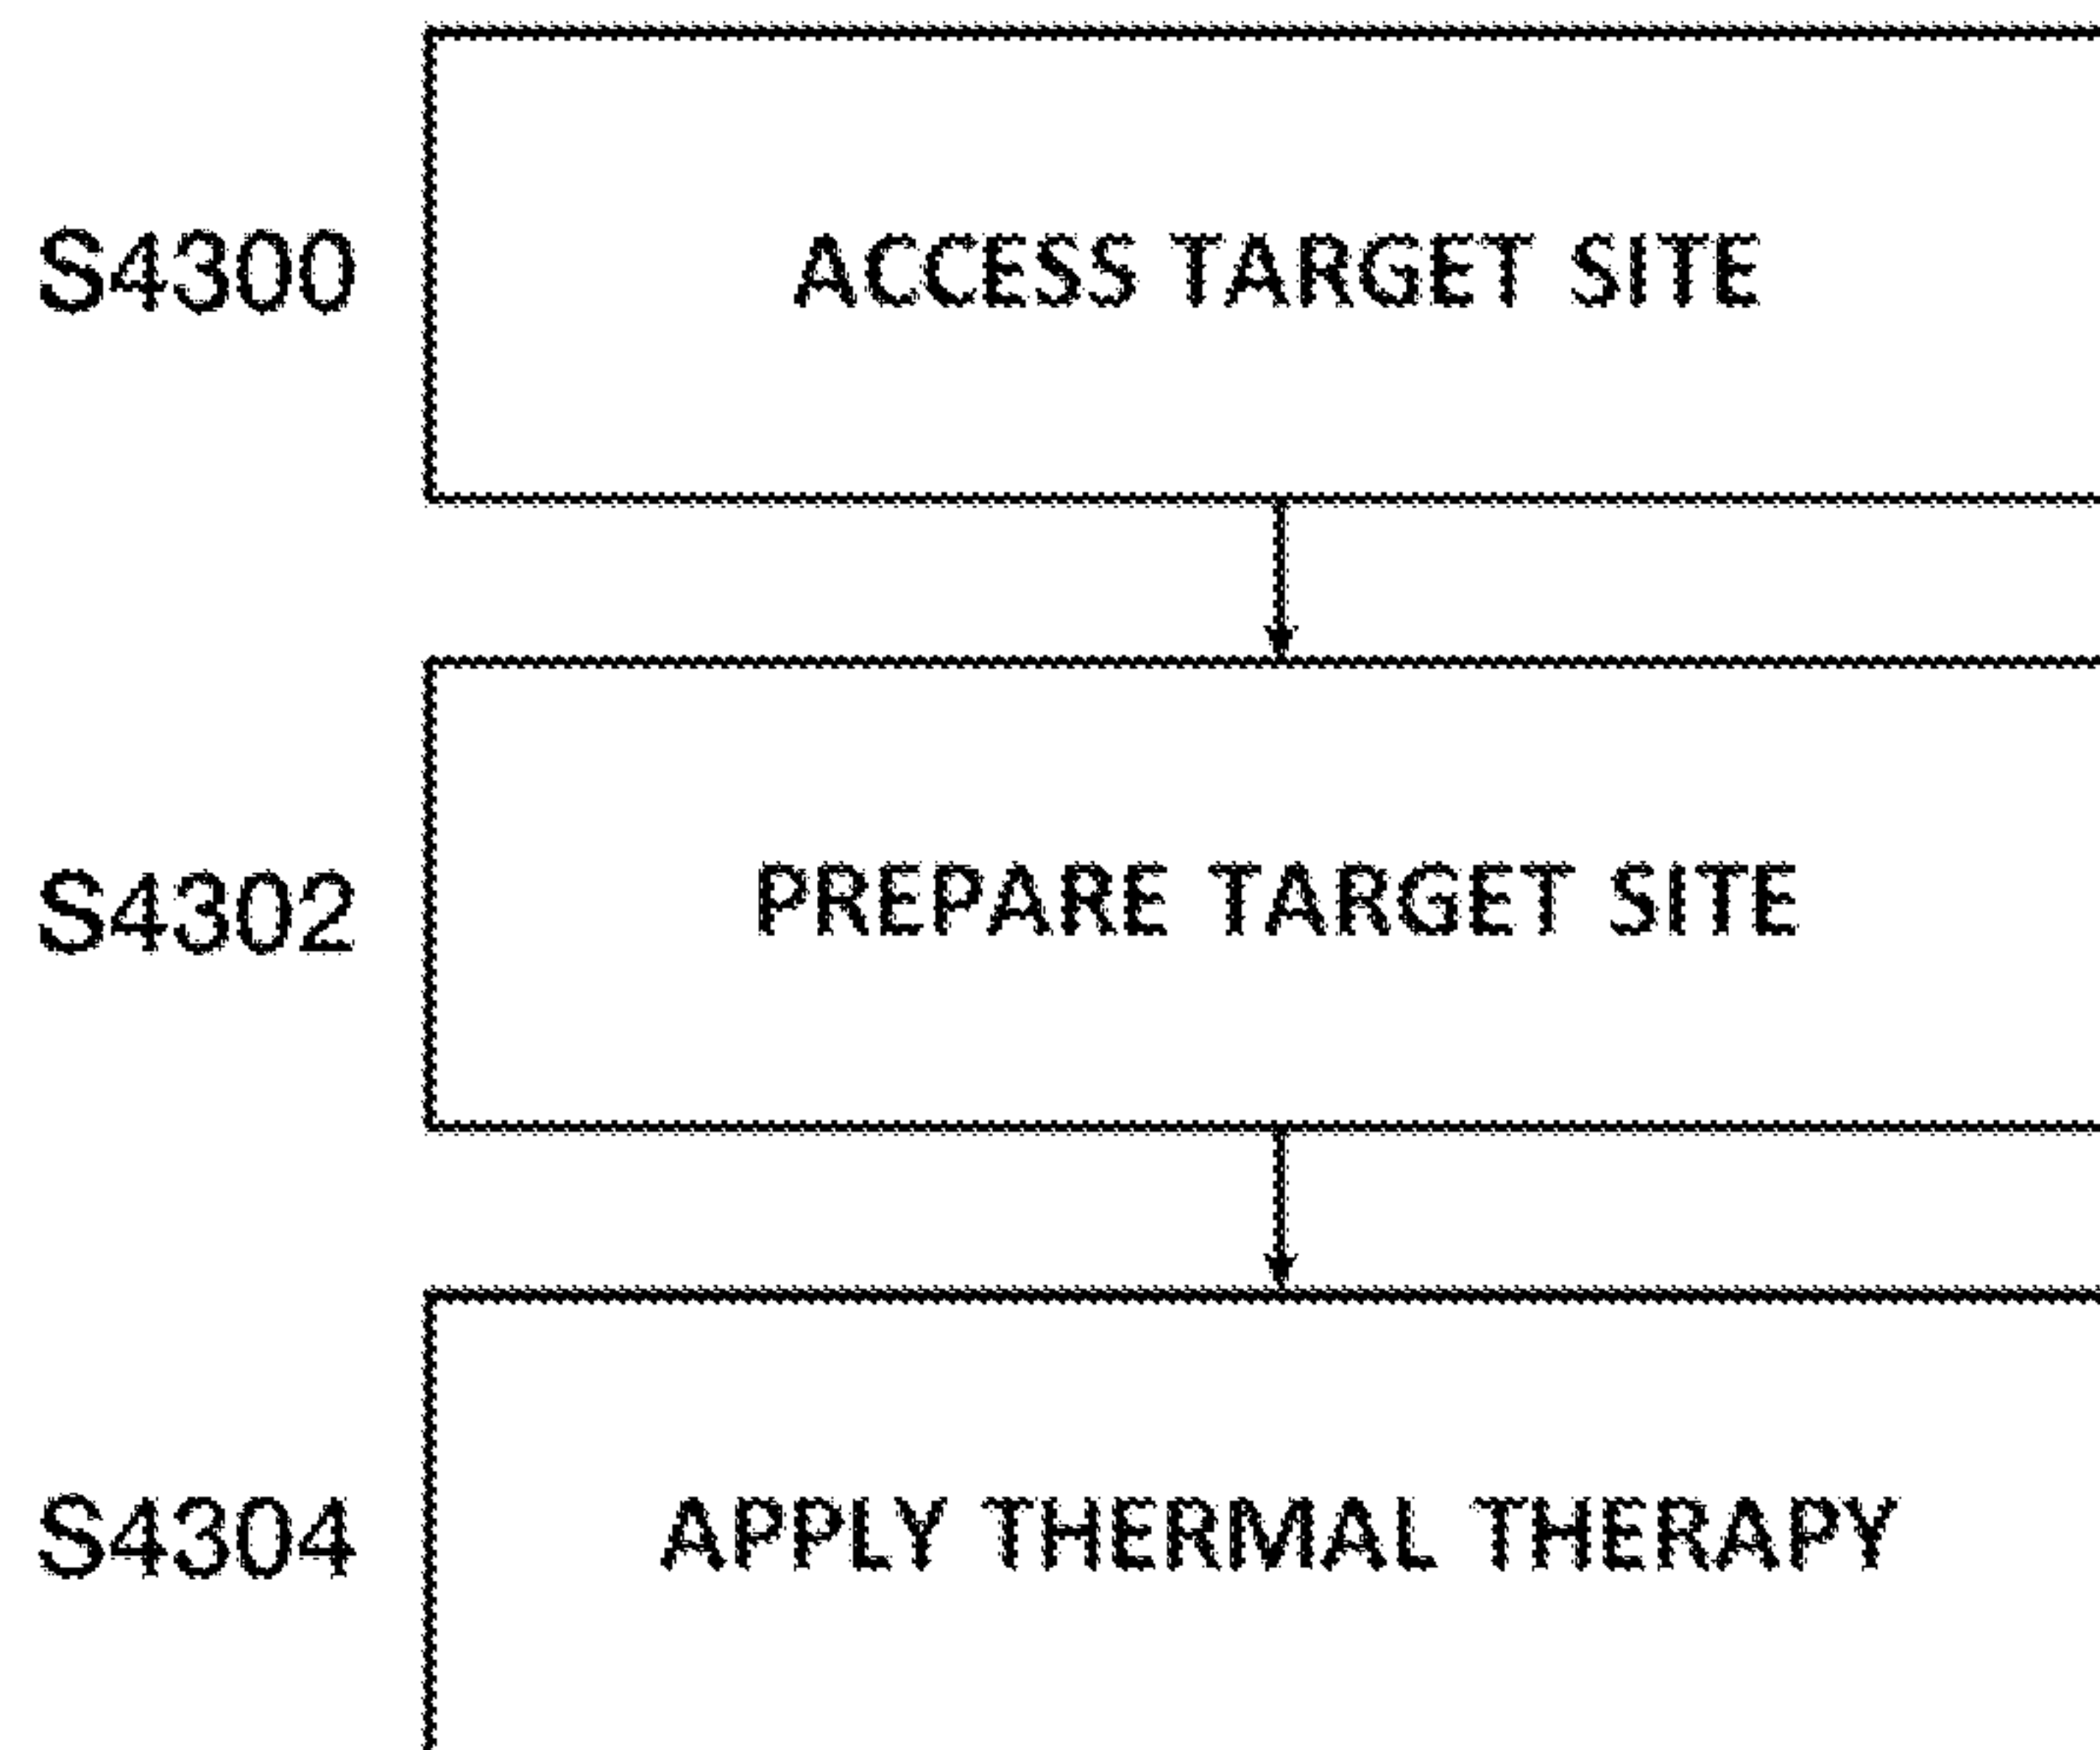 S4300 ACCESS TARGET SITE
S4302 PREPARE TARGET SITE
S4304 APPLY THERMAL THERAPY